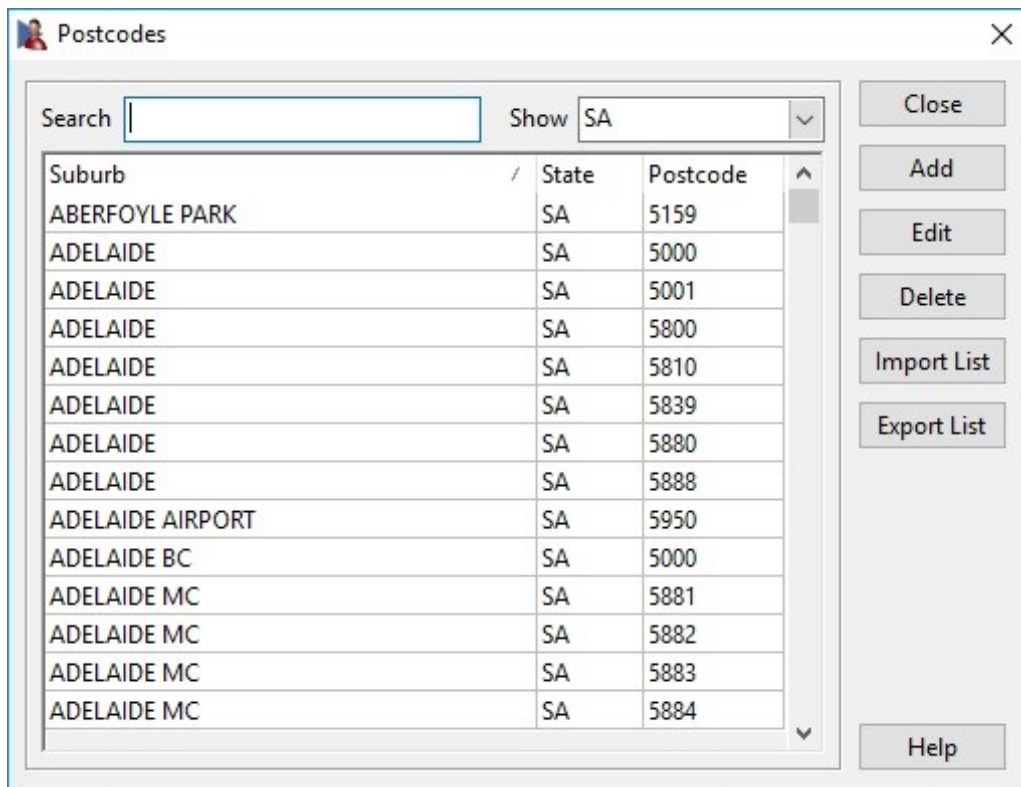 Postcodes
Search Show SA Close
Suburb State Postcode Add
ABERFOYLE PARK SA 5159
ADELAIDE SA 5000 Edit
ADELAIDE SA 5001 Delete
ADELAIDE SA 5800
ADELAIDE SA 5810 Import List
ADELAIDE SA 5839
ADELAIDE SA 5880 Export List
ADELAIDE SA 5888
ADELAIDE AIRPORT SA 5950
ADELAIDE BC SA 5000
ADELAIDE MC SA 5881
ADELAIDE MC SA 5882
ADELAIDE MC SA 5883
ADELAIDE MC SA 5884
Help